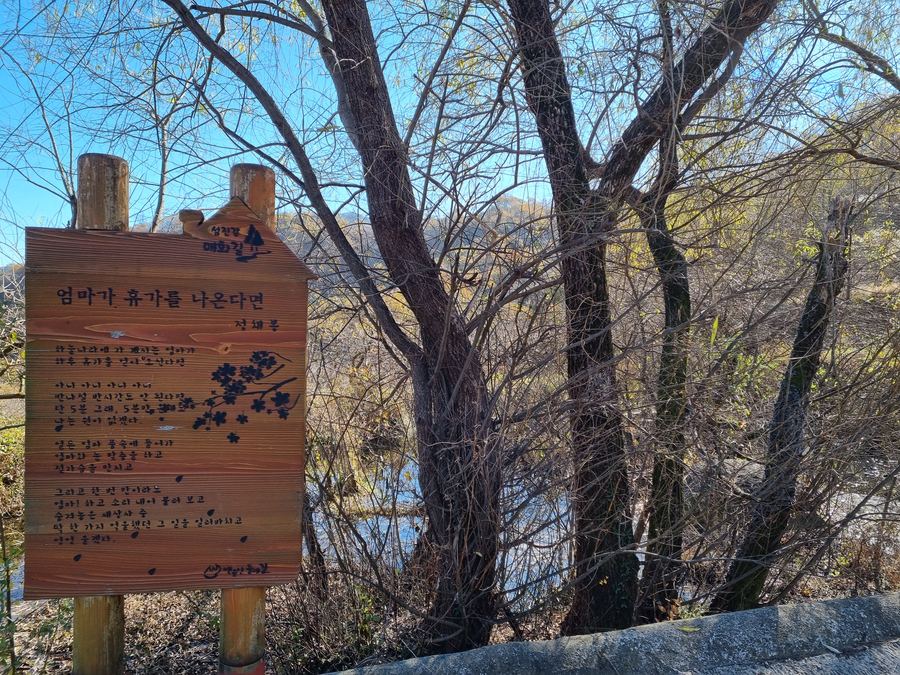 섬진강
매화길
엄마가 휴가를 나온다면
정채봉
하늘나라에 가 계시는 엄마가
하루 휴가를 얻어 오신다면
아니 아니 아니 아니
반나절 반시간도 안 된다면
단 5분 그래, 5분만 온대도
나는 원이 없겠다.
얼른 엄마 품속에 들어가
엄마와 눈 맞춤을 하고
젖가슴을 만지고
그리고 한 번 만이라도
엄마! 하고 소리 내어 불러 보고
숨겨놓은 세상사 중
딱 한 가지 억울했던 그 일을 일러바치고
엉엉 울겠다.